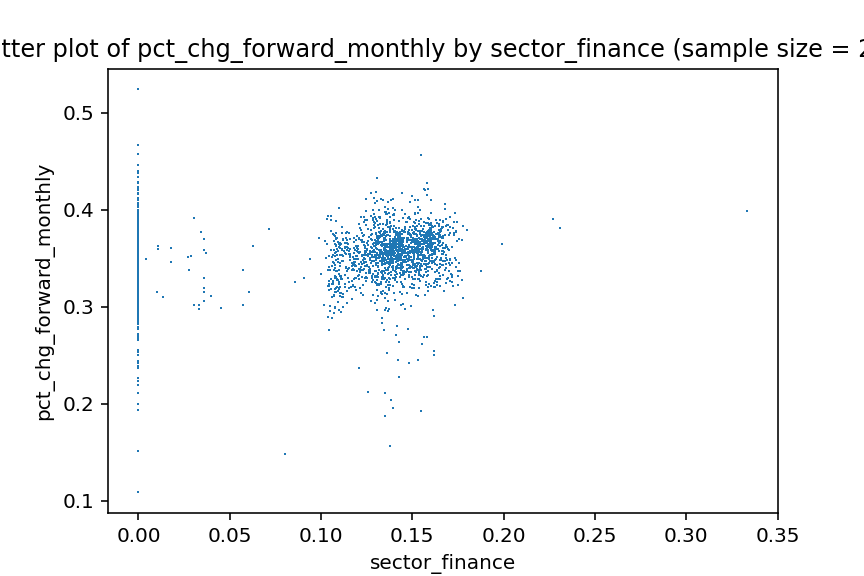 tter plot of pct_chg_forward_monthly by sector_finance (sample size = 2
0.5
0.4
0.3
0.2
0.1
pct_chg_forward_monthly
0.00 0.05 0.10 0.15 0.20 0.25 0.30 0.35
sector_finance